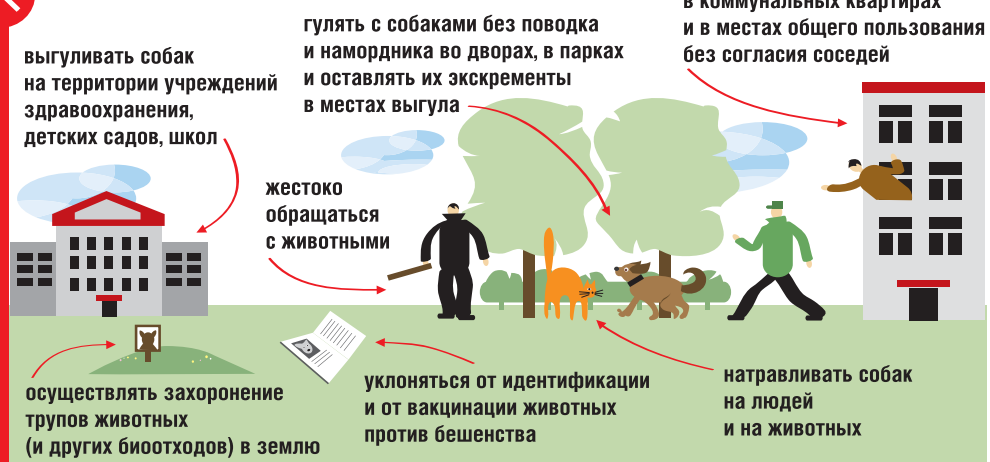 выгуливать собак
на территории учреждений
здравоохранения,
детских садов, школ
гулять с собаками без поводка
и намордника во дворах, в парках
и оставлять их экскременты
в местах выгула
в коммунальных квартирах
и в местах общего пользования
без согласия соседей
жестоко
обращаться
с животными
осуществлять захоронение
трупов животных
(и других биоотходов) в землю
уклоняться от идентификации
и от вакцинации животных
против бешенства
натравливать собак
на людей
и на животных